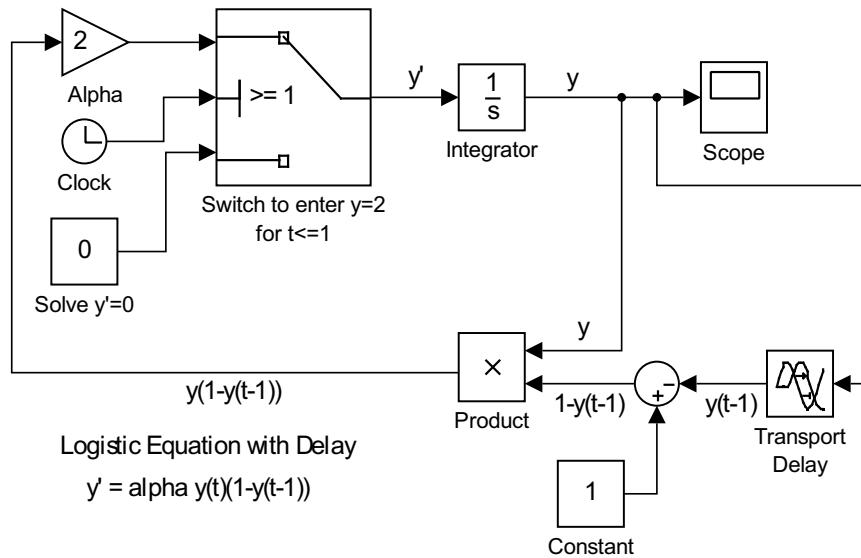 2
Alpha
Clock
0
Solve y'=0
>= 1
Switch to enter y=2
for t<=1
y'
1
s
Integrator
y
Scope
y
×
Product
y(1-y(t-1))
1-y(t-1)
+
−
y(t-1)
Transport
Delay
1
Constant
Logistic Equation with Delay
y' = alpha y(t)(1-y(t-1))